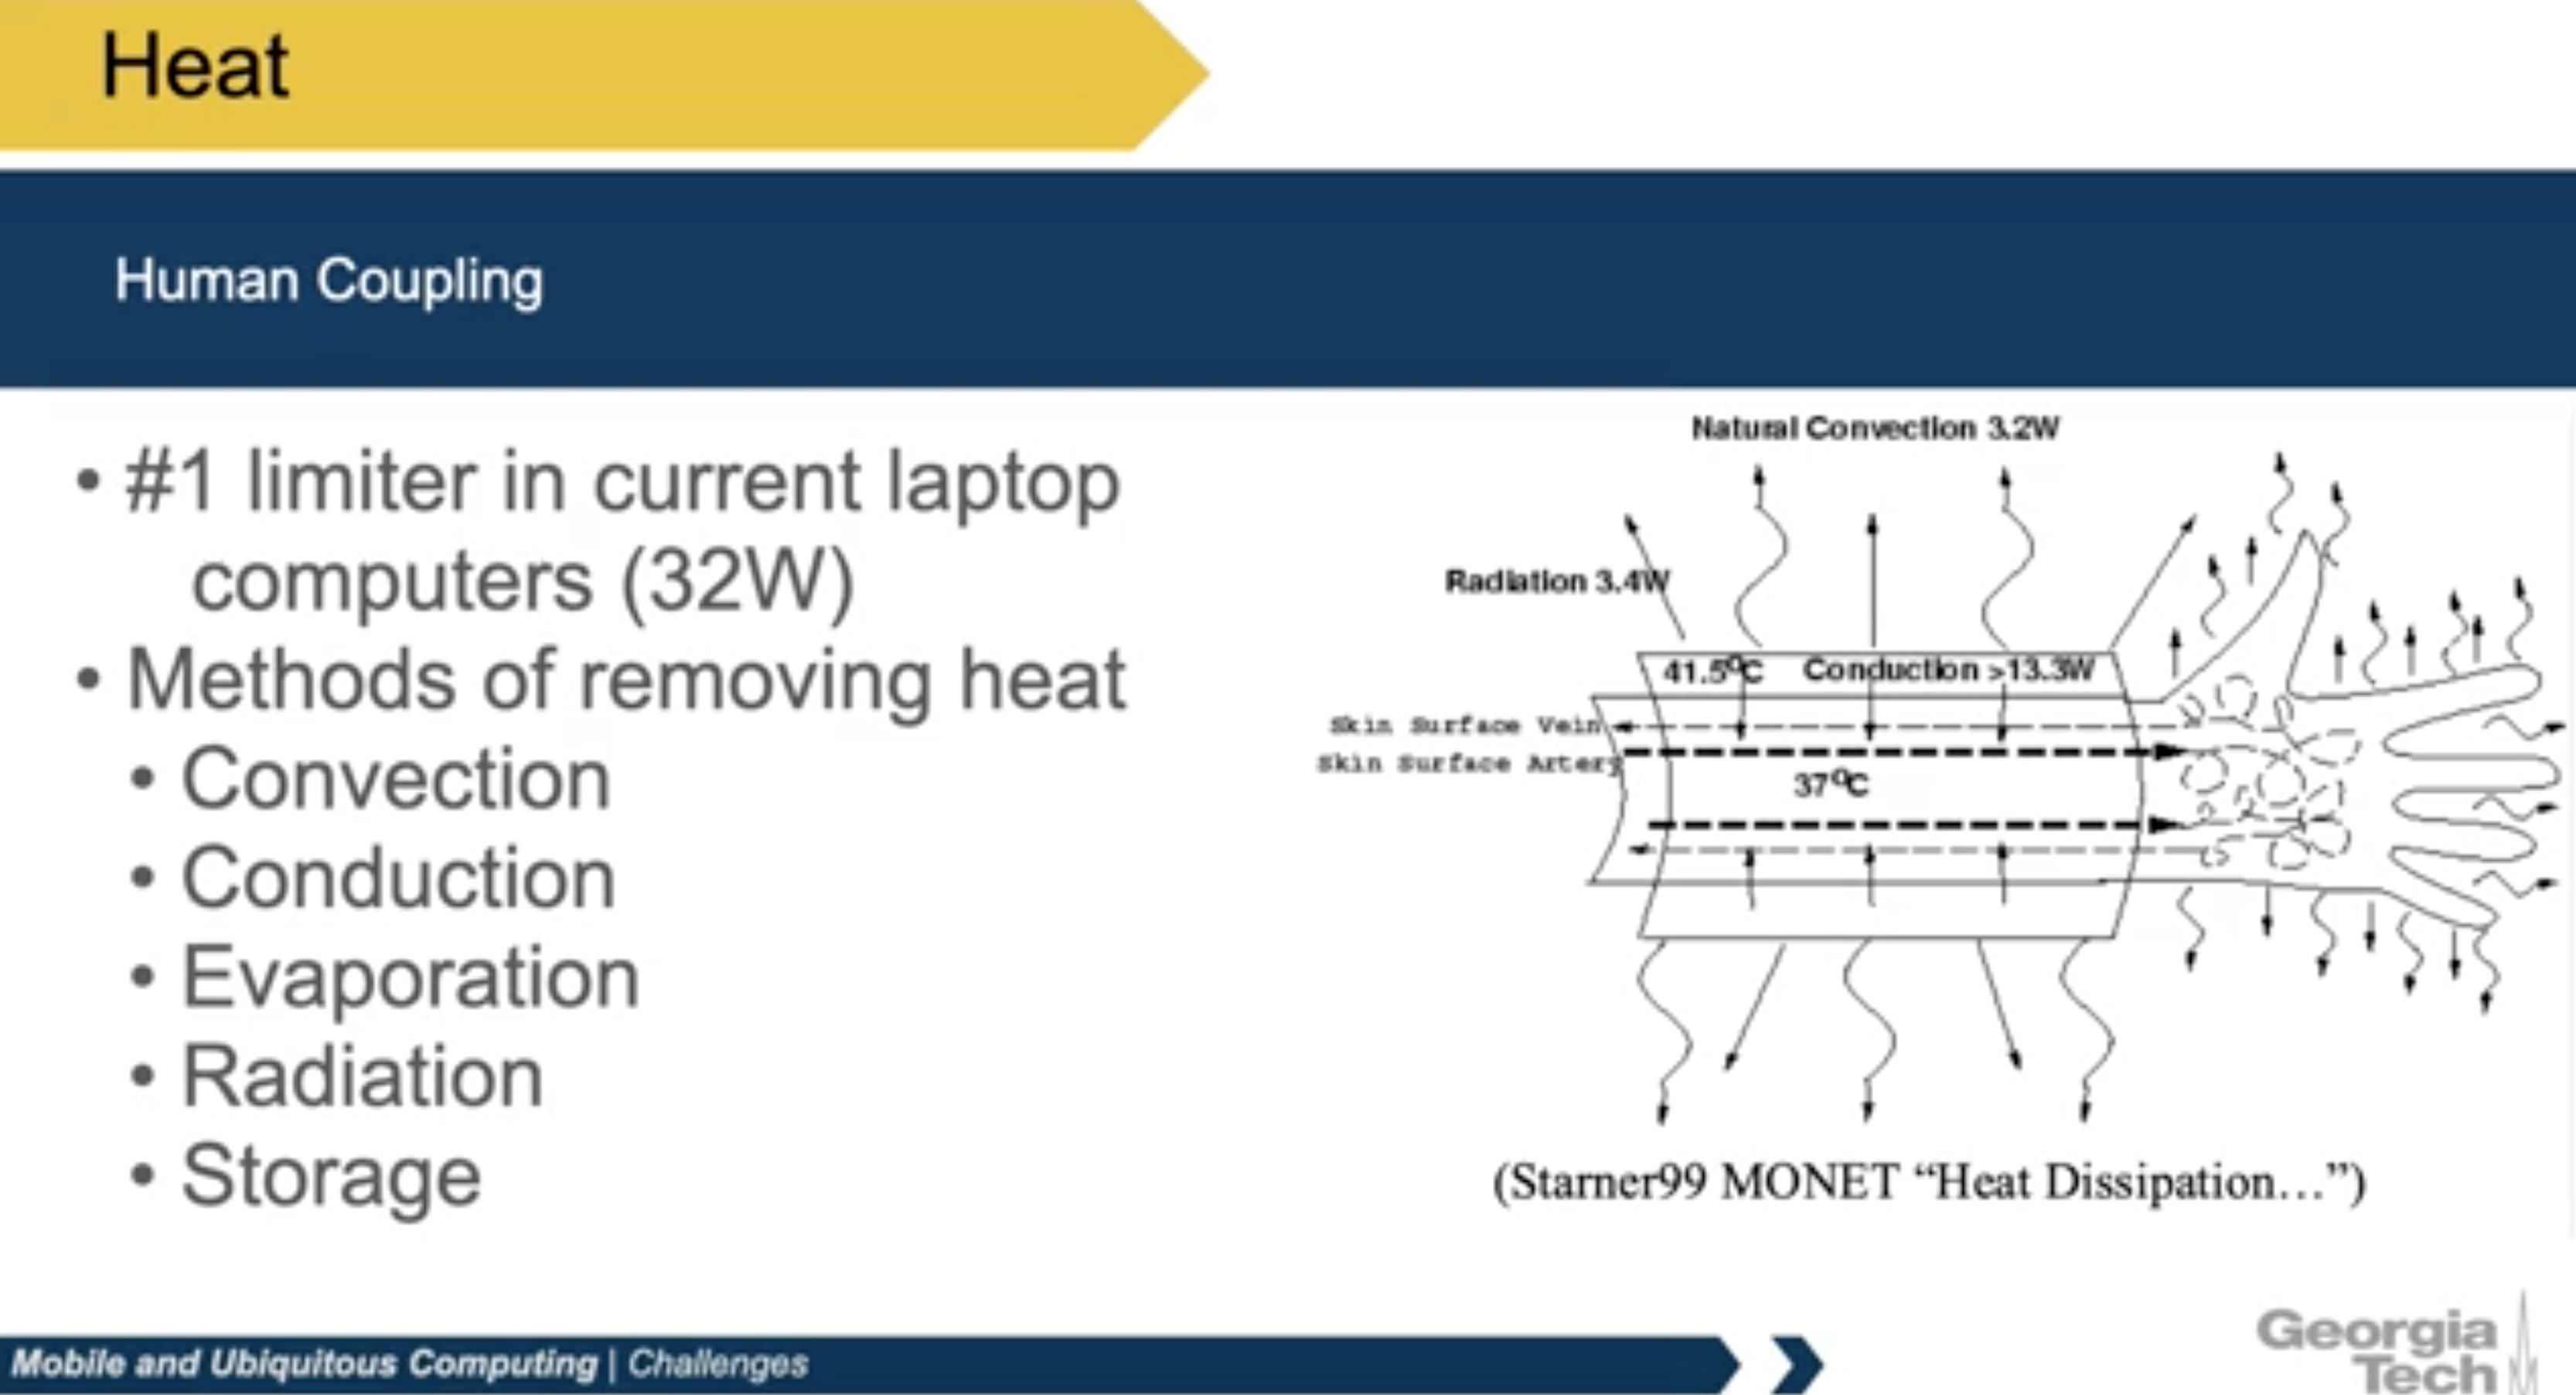 Heat
Human Coupling
• #1 limiter in current laptop
computers (32W)
• Methods of removing heat
• Convection
• Conduction
• Evaporation
• Radiation
• Storage
Natural Convection 3.2W
Radiation 3.4W
41.5°C Conduction >13.3W
Skin Surface Vein
Skin Surface Artery
37°C
(Starner99 MONET “Heat Dissipation…”)
Mobile and Ubiquitous Computing | Challenges
Georgia
Tech